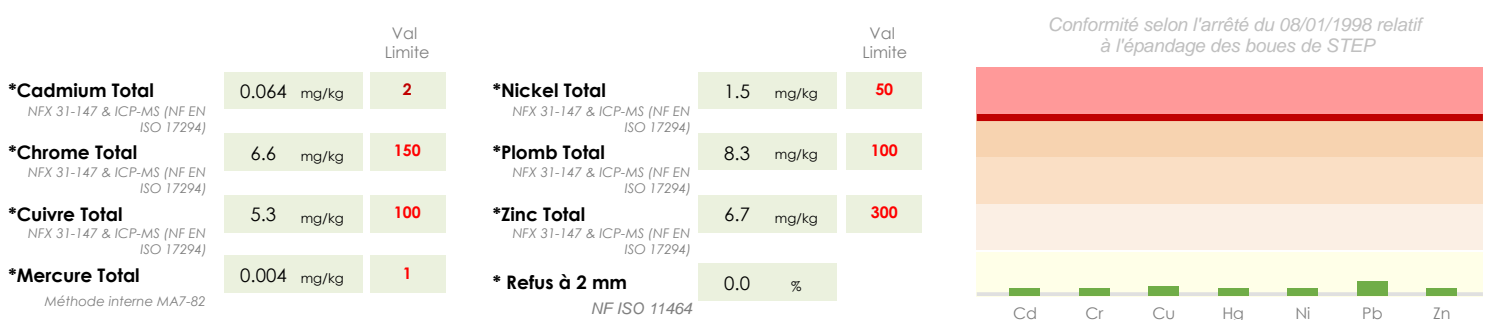 Val
Limite
*Cadmium Total 0.064 mg/kg 2
NFX 31-147 & ICP-MS (NF EN
ISO 17294)
*Chrome Total 6.6 mg/kg 150
NFX 31-147 & ICP-MS (NF EN
ISO 17294)
*Cuivre Total 5.3 mg/kg 100
NFX 31-147 & ICP-MS (NF EN
ISO 17294)
*Mercure Total 0.004 mg/kg 1
Méthode interne MA7-82
Val
Limite
*Nickel Total 1.5 mg/kg 50
NFX 31-147 & ICP-MS (NF EN
ISO 17294)
*Plomb Total 8.3 mg/kg 100
NFX 31-147 & ICP-MS (NF EN
ISO 17294)
*Zinc Total 6.7 mg/kg 300
NFX 31-147 & ICP-MS (NF EN
ISO 17294)
* Refus à 2 mm 0.0 %
NF ISO 11464
Conformité selon l'arrêté du 08/01/1998 relatif
à l'épandage des boues de STEP
Cd Cr Cu Hg Ni Pb Zn